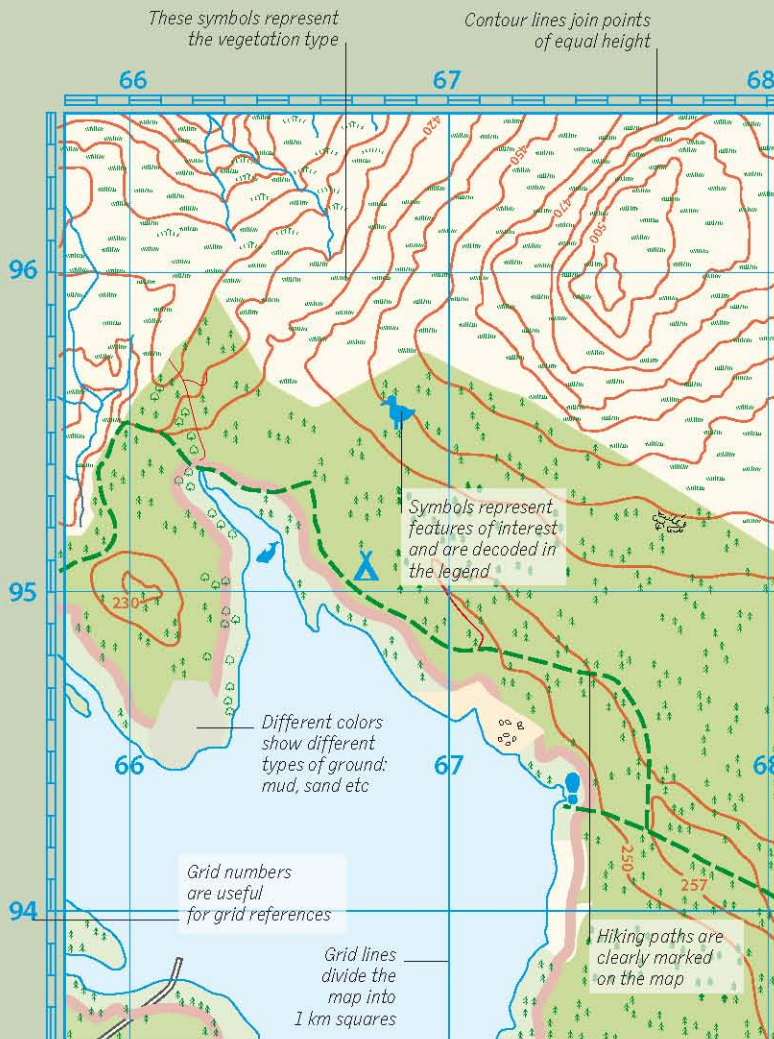 These symbols represent
the vegetation type
Contour lines join points
of equal height
66
67
68
420
450
470
500
96
96
Symbols represent
features of interest
and are decoded in
the legend
95
95
230
Different colors
show different
types of ground:
mud, sand etc
66
67
68
Grid numbers
are useful
for grid references
250
257
94
94
Grid lines
divide the
map into
1 km squares
Hiking paths are
clearly marked
on the map